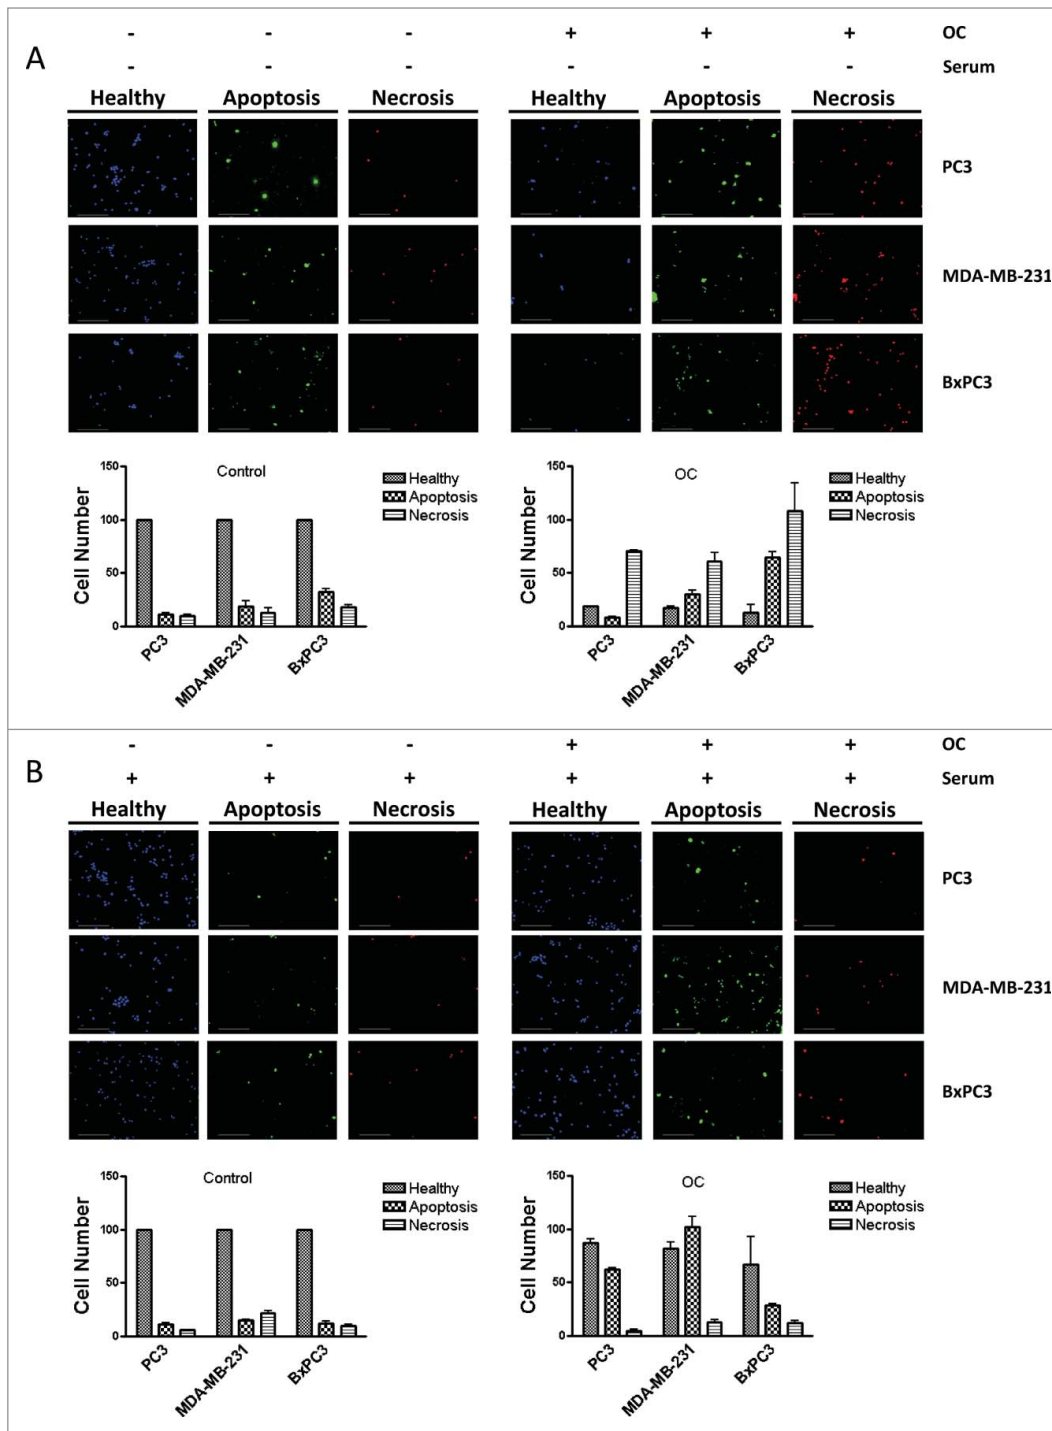 - - - + + + OC
A
- - - - - - Serum
Healthy Apoptosis Necrosis Healthy Apoptosis Necrosis
PC3
MDA-MB-231
BxPC3
150
100
50
0
Cell Number
Control
Healthy
Apoptosis
Necrosis
PC3
MDA-MB-231
BxPC3
150
100
50
0
Cell Number
OC
Healthy
Apoptosis
Necrosis
PC3
MDA-MB-231
BxPC3
- - - + + + OC
B
+ + + + + + Serum
Healthy Apoptosis Necrosis Healthy Apoptosis Necrosis
PC3
MDA-MB-231
BxPC3
150
100
50
0
Cell Number
Control
Healthy
Apoptosis
Necrosis
PC3
MDA-MB-231
BxPC3
150
100
50
0
Cell Number
OC
Healthy
Apoptosis
Necrosis
PC3
MDA-MB-231
BxPC3